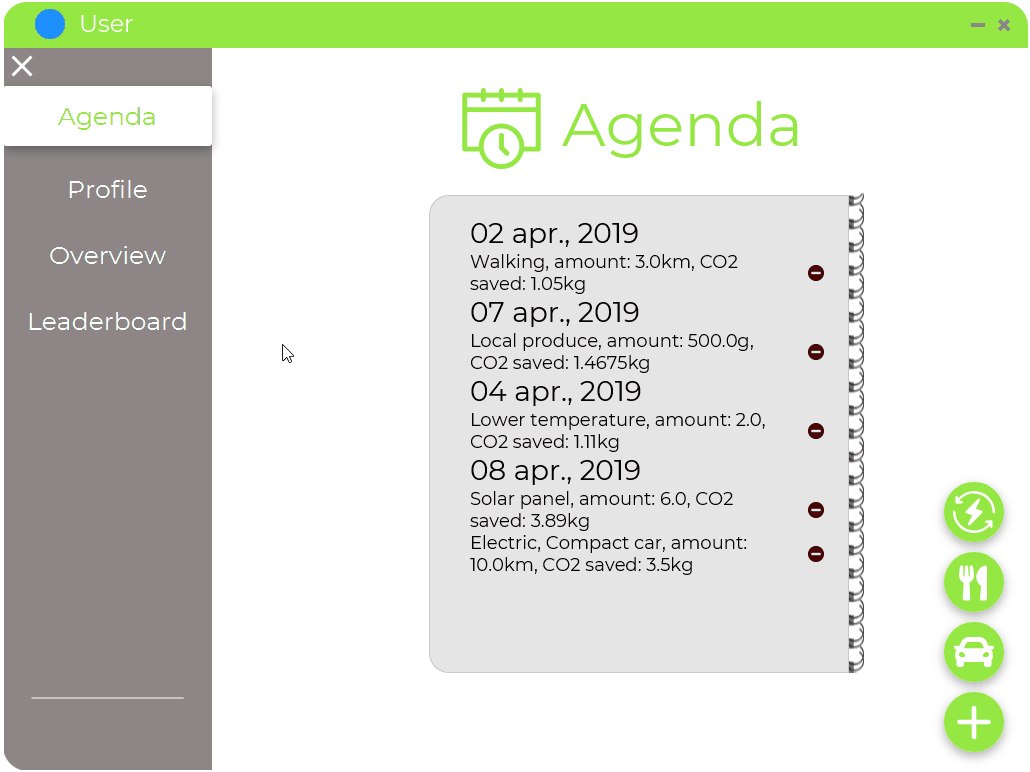 User
Agenda
Profile
Overview
Leaderboard
Agenda
02 apr., 2019
Walking, amount: 3.0km, CO2
saved: 1.05kg
07 apr., 2019
Local produce, amount: 500.0g,
CO2 saved: 1.4675kg
04 apr., 2019
Lower temperature, amount: 2.0,
CO2 saved: 1.11kg
08 apr., 2019
Solar panel, amount: 6.0, CO2
saved: 3.89kg
Electric, Compact car, amount:
10.0km, CO2 saved: 3.5kg